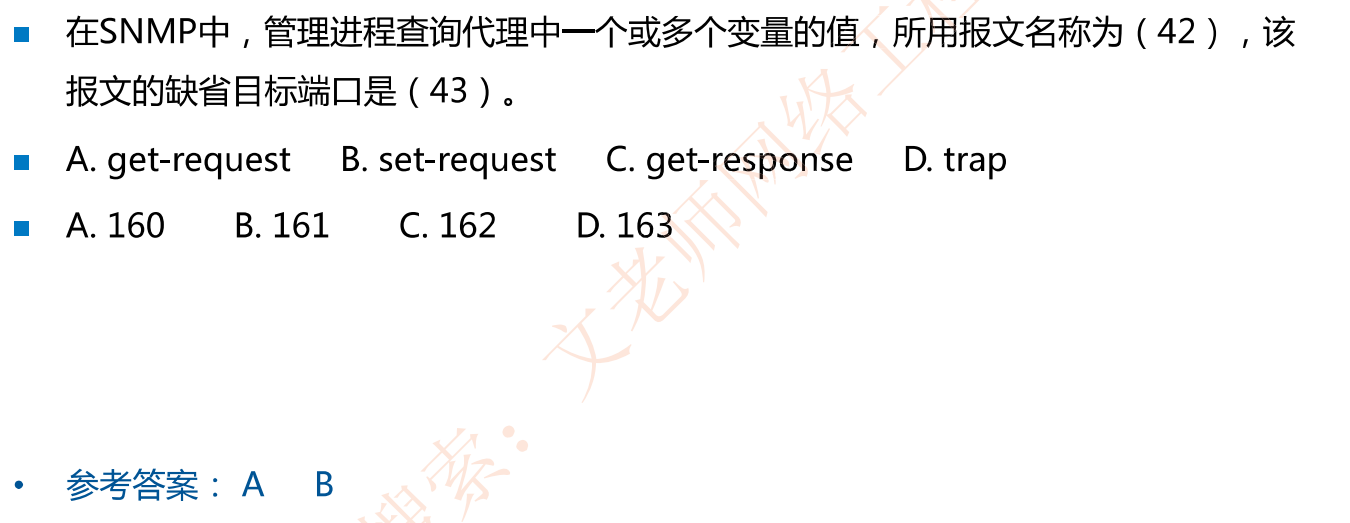 在SNMP中，管理进程查询代理中一个或多个变量的值，所用报文名称为（42），该
报文的缺省目标端口是（43）。
A. get-request B. set-request C. get-response D. trap
A. 160 B. 161 C. 162 D. 163
参考答案： A B
搜索：文老师网络工程